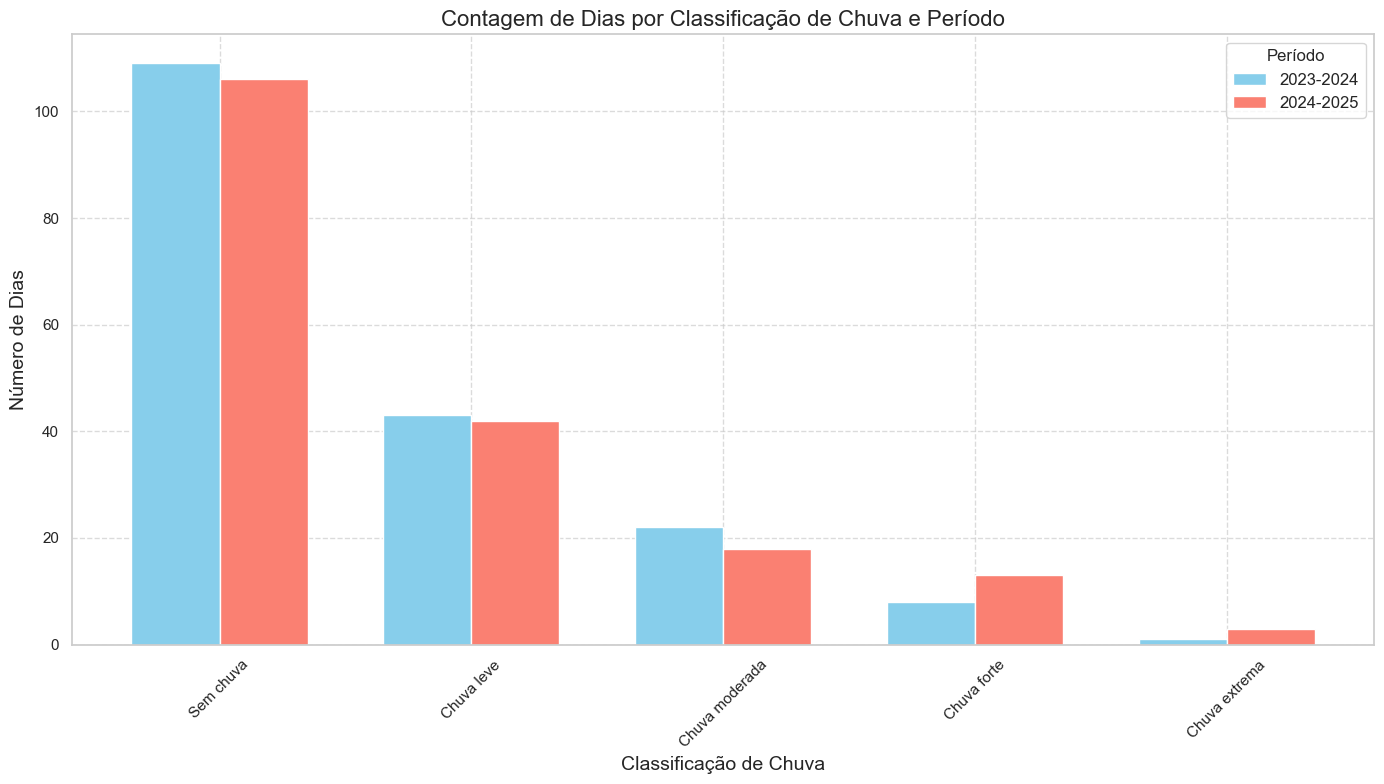 Contagem de Dias por Classificação de Chuva e Período
Período
2023-2024
2024-2025
Número de Dias
100
80
60
40
20
0
Sem chuva
Chuva leve
Chuva moderada
Chuva forte
Chuva extrema
Classificação de Chuva